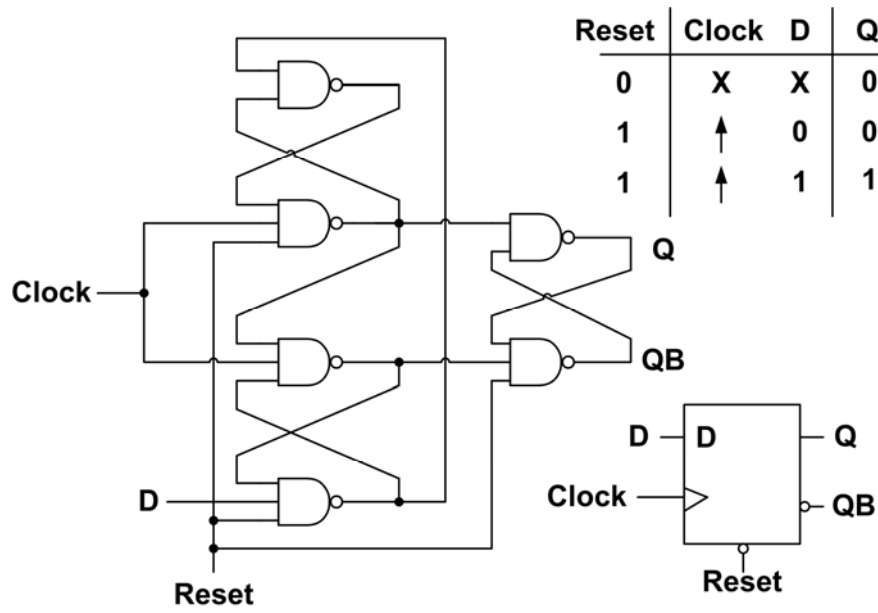 Reset Clock D Q
0 X X 0
1 ↑ 0 0
1 ↑ 1 1
Q
Clock
QB
D
Reset
D D Q
Clock
QB
Reset